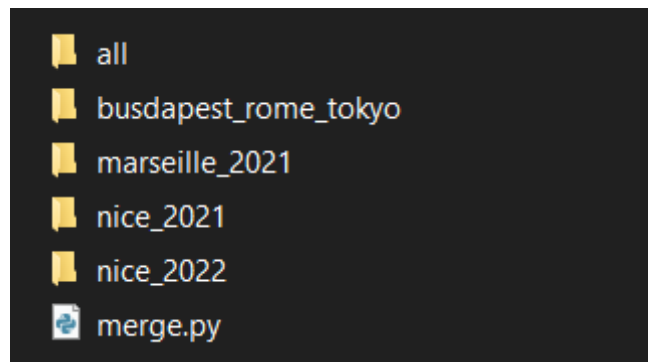 all
busdapest_rome_tokyo
marseille_2021
nice_2021
nice_2022
merge.py